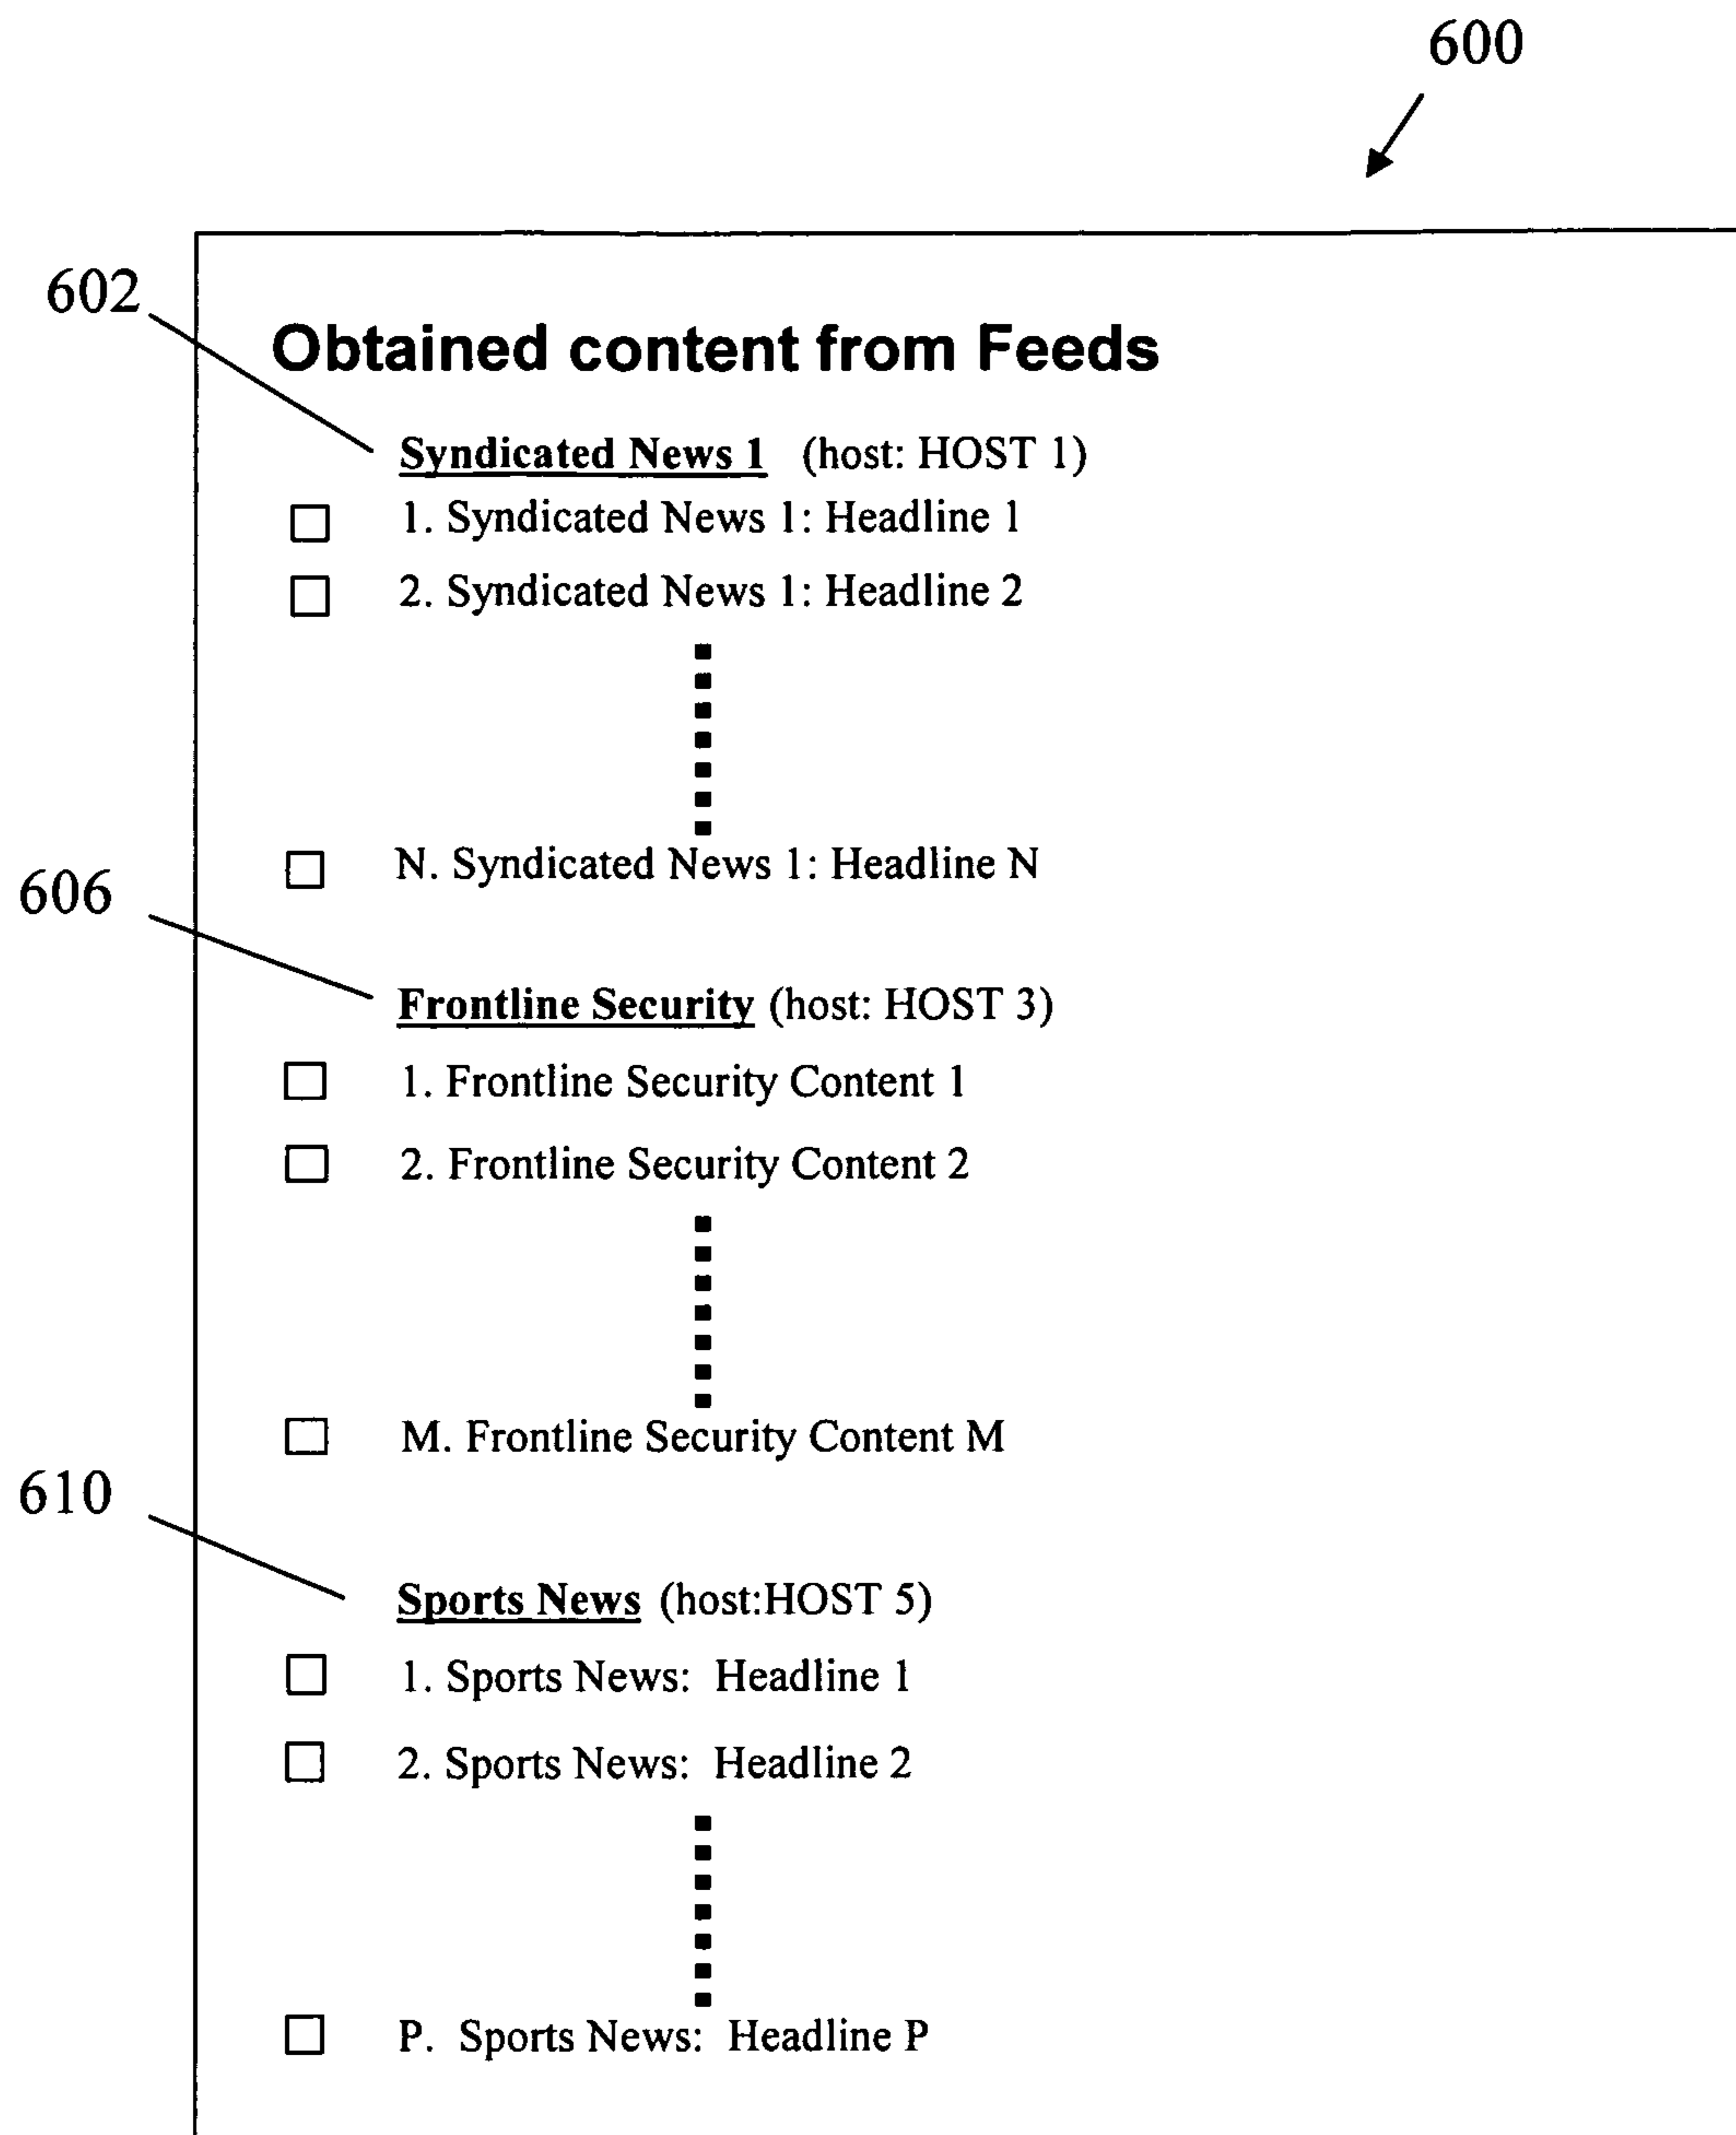 600
602
Obtained content from Feeds
Syndicated News 1 (host: HOST 1)
1. Syndicated News 1: Headline 1
2. Syndicated News 1: Headline 2
N. Syndicated News 1: Headline N
606
Frontline Security (host: HOST 3)
1. Frontline Security Content 1
2. Frontline Security Content 2
M. Frontline Security Content M
610
Sports News (host:HOST 5)
1. Sports News: Headline 1
2. Sports News: Headline 2
P. Sports News: Headline P